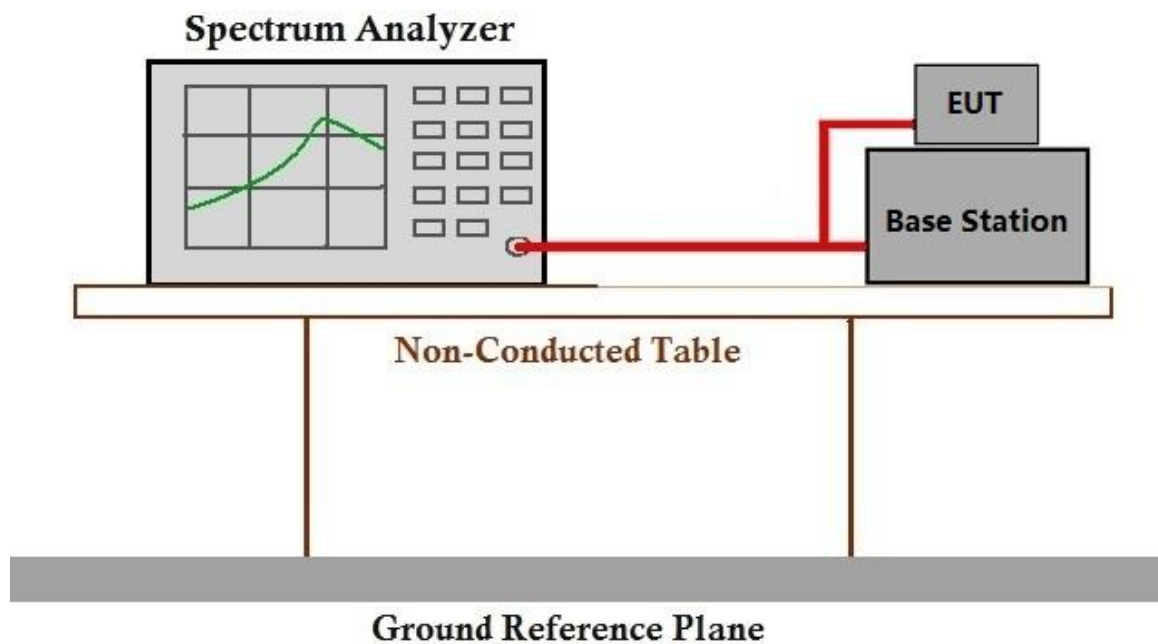 Spectrum Analyzer
EUT
Base Station
Non-Conducted Table
Ground Reference Plane